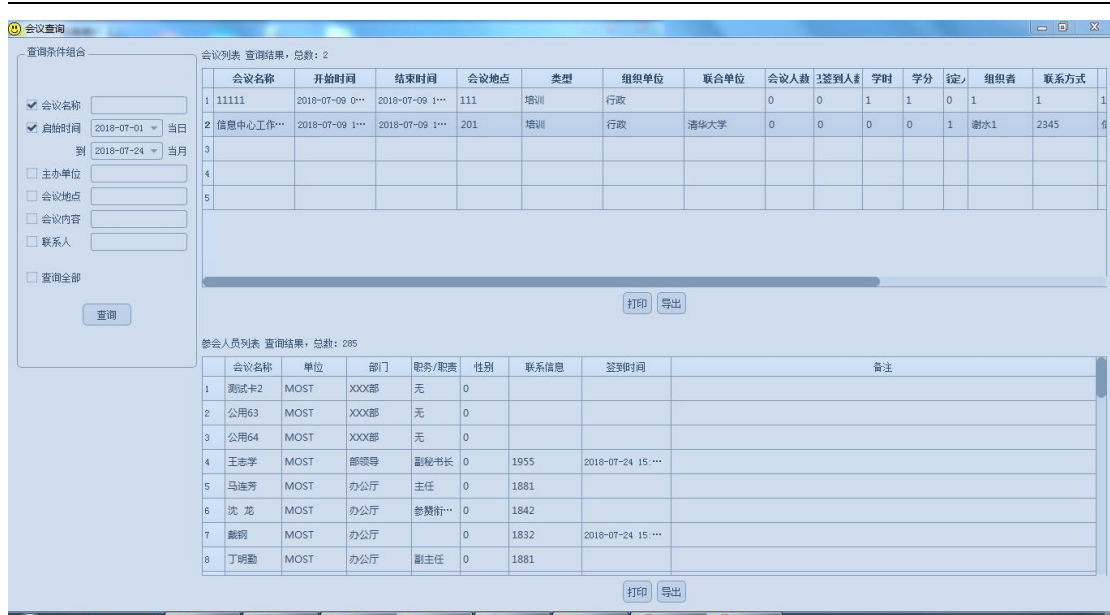 会议查询
查询条件组合
会议名称
启始时间 2018-07-01 当日
到 2018-07-24 当月
主办单位
会议地点
会议内容
联系人
查询全部
查询
会议列表 查询结果，总数: 2
会议名称 开始时间 结束时间 会议地点 类型 组织单位 联合单位 会议人数 签到人 学时 学分 组织者 联系方式
1 11111 2018-07-09 0… 2018-07-09 1… 111 培训 行政 0 0 1 1 0 1 1 1
2 信息中心工作… 2018-07-09 1… 2018-07-09 1… 201 培训 行政 清华大学 0 0 0 0 1 谢水1 2345
3
4
5
打印 导出
参会人员列表 查询结果，总数: 285
会议名称 单位 部门 职务/职责 性别 联系信息 签到时间 备注
1 测试卡2 MOST XXX部 无 0
2 公用63 MOST XXX部 无 0
3 公用64 MOST XXX部 无 0
4 王志学 MOST 部领导 副秘书长 0 1955 2018-07-24 15:…
5 马连芳 MOST 办公厅 主任 0 1881
6 沈 龙 MOST 办公厅 参赞衔… 0 1842
7 戴钢 MOST 办公厅 0 1832 2018-07-24 15:…
8 丁明勤 MOST 办公厅 副主任 0 1881
打印 导出